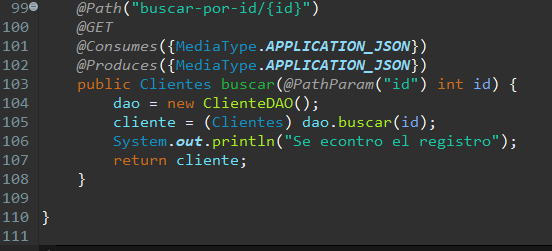 99 @Path("buscar-por-id/{id}")
100 @GET
101 @Consumes({MediaType.APPLICATION_JSON})
102 @Produces({MediaType.APPLICATION_JSON})
103 public Clientes buscar(@PathParam("id") int id) {
104 dao = new ClienteDAO();
105 cliente = (Clientes) dao.buscar(id);
106 System.out.println("Se econtro el registro");
107 return cliente;
108 }
109
110 }
111